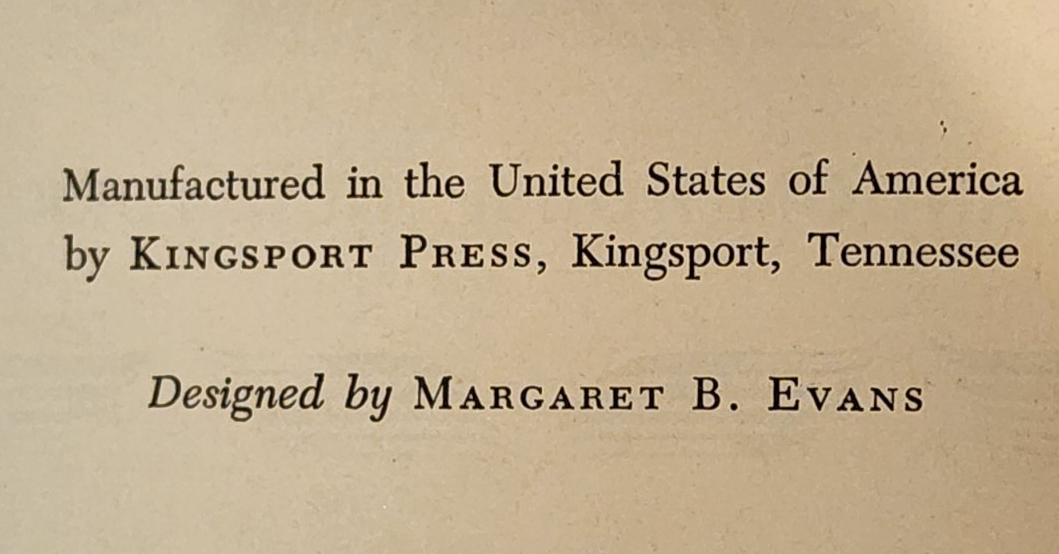 Manufactured in the United States of America
by KINGSPORT PRESS, Kingsport, Tennessee
Designed by MARGARET B. EVANS